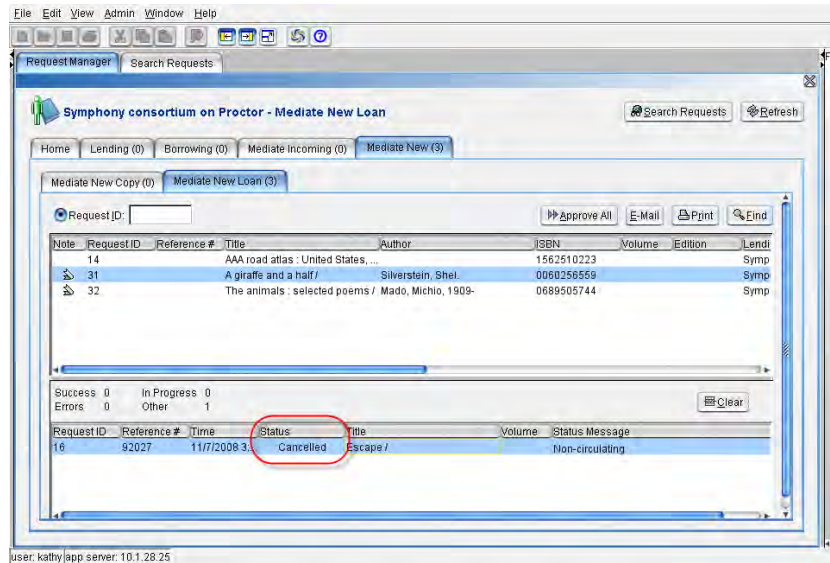 File Edit View Admin Window Help
Request Manager Search Requests
Symphony consortium on Proctor - Mediate New Loan
Search Requests Refresh
Home Lending (0) Borrowing (0) Mediate Incoming (0) Mediate New (3)
Mediate New Copy (0) Mediate New Loan (3)
Request ID: Approve All E-Mail Print Find
Note Request ID Reference # Title Author ISBN Volume Edition Lendi
14 AAA road atlas : United States, ... 1562510223 Symp
31 A giraffe and a half / Silverstein, Shel. 0060256559 Symp
32 The animals : selected poems / Mado, Michio, 1909- 0689505744 Symp
Success 0 In Progress 0
Errors 0 Other 1
Clear
Request ID Reference # Time Status Title Volume Status Message
16 92027 11/7/2008 3:... Cancelled Escape / Non-circulating
user: kathy app server: 10.1.28.25